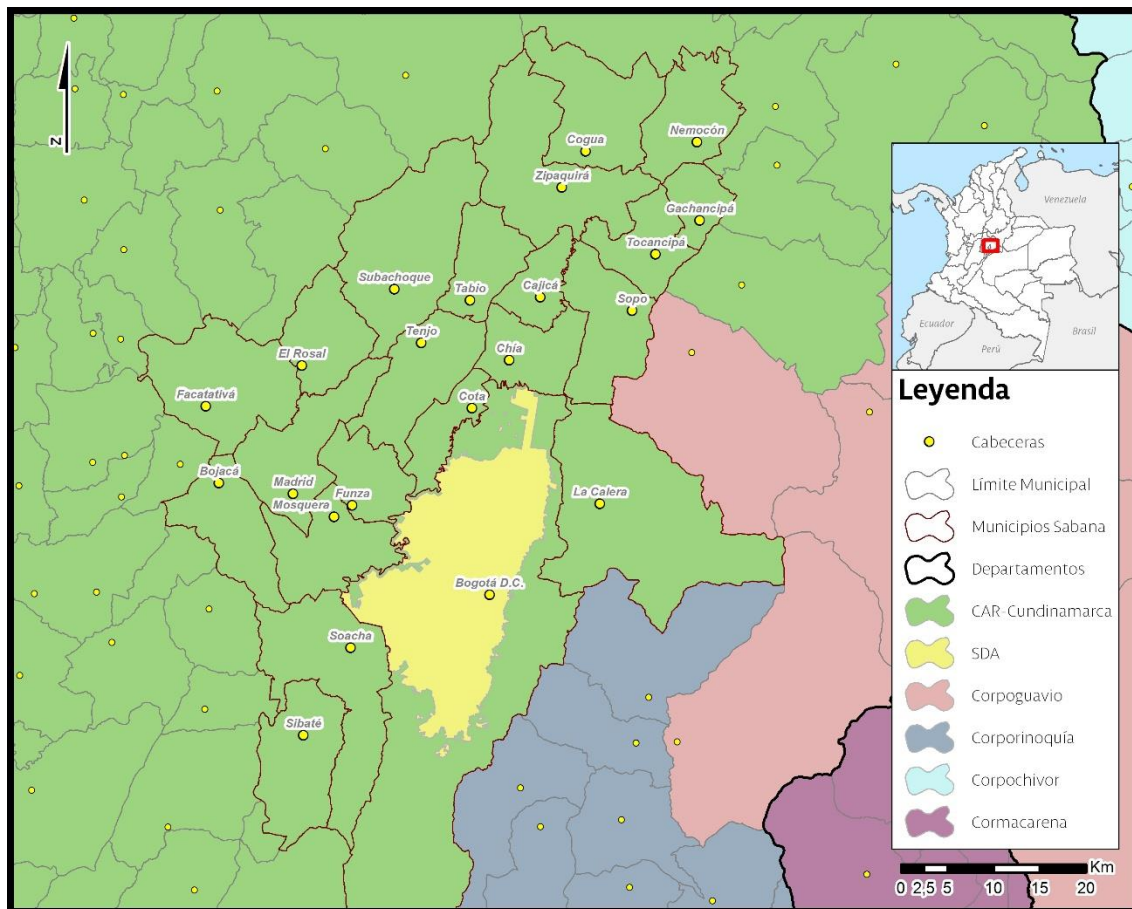 N
Cogua
Nemocón
Zipaquirá
Gachancipá
Tocancipá
Subachoque
Tabio
Cajicá
Sopo
Tenjo
Chía
El Rosal
Facatativá
Cota
Bojacá
Madrid
Mosquera
Funza
La Calera
Bogotá D.C.
Soacha
Sibaté
Venezuela
Ecuador
Perú
Brasil
Leyenda
Cabeceras
Límite Municipal
Municipios Sabana
Departamentos
CAR-Cundinamarca
SDA
Corpoguavio
Corporinoquía
Corpochivor
Cormacarena
Km
0 2,5 5 10 15 20